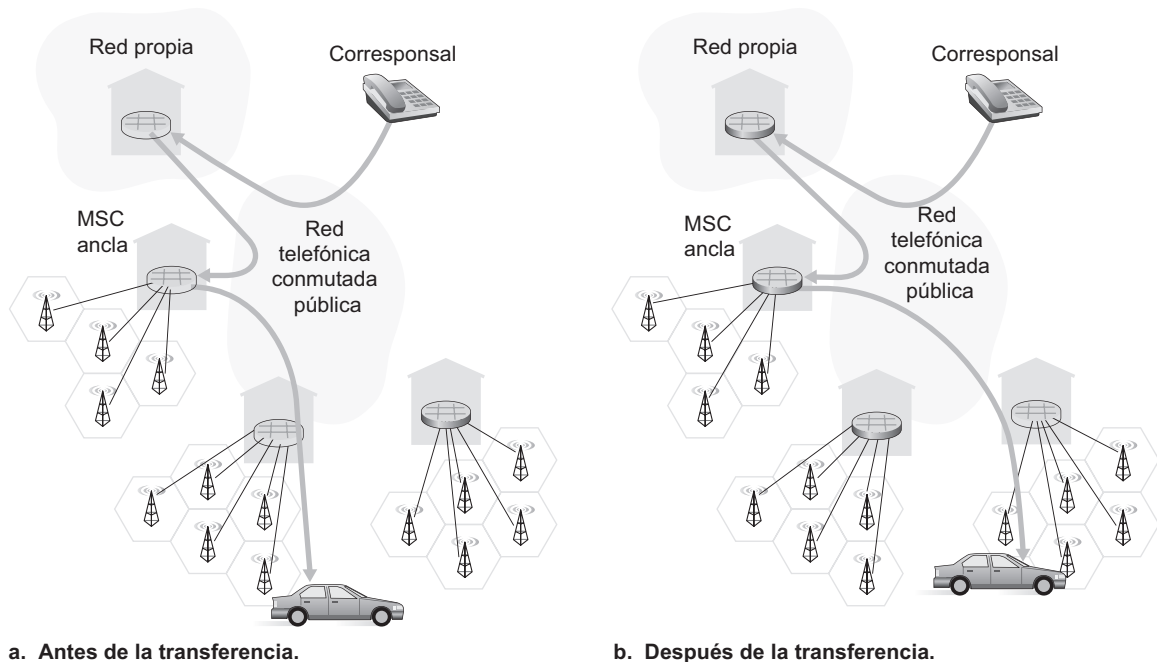 Red propia
Corresponsal
MSC
ancla
Red
telefónica
conmutada
pública
a. Antes de la transferencia.
Red propia
Corresponsal
MSC
ancla
Red
telefónica
conmutada
pública
b. Después de la transferencia.